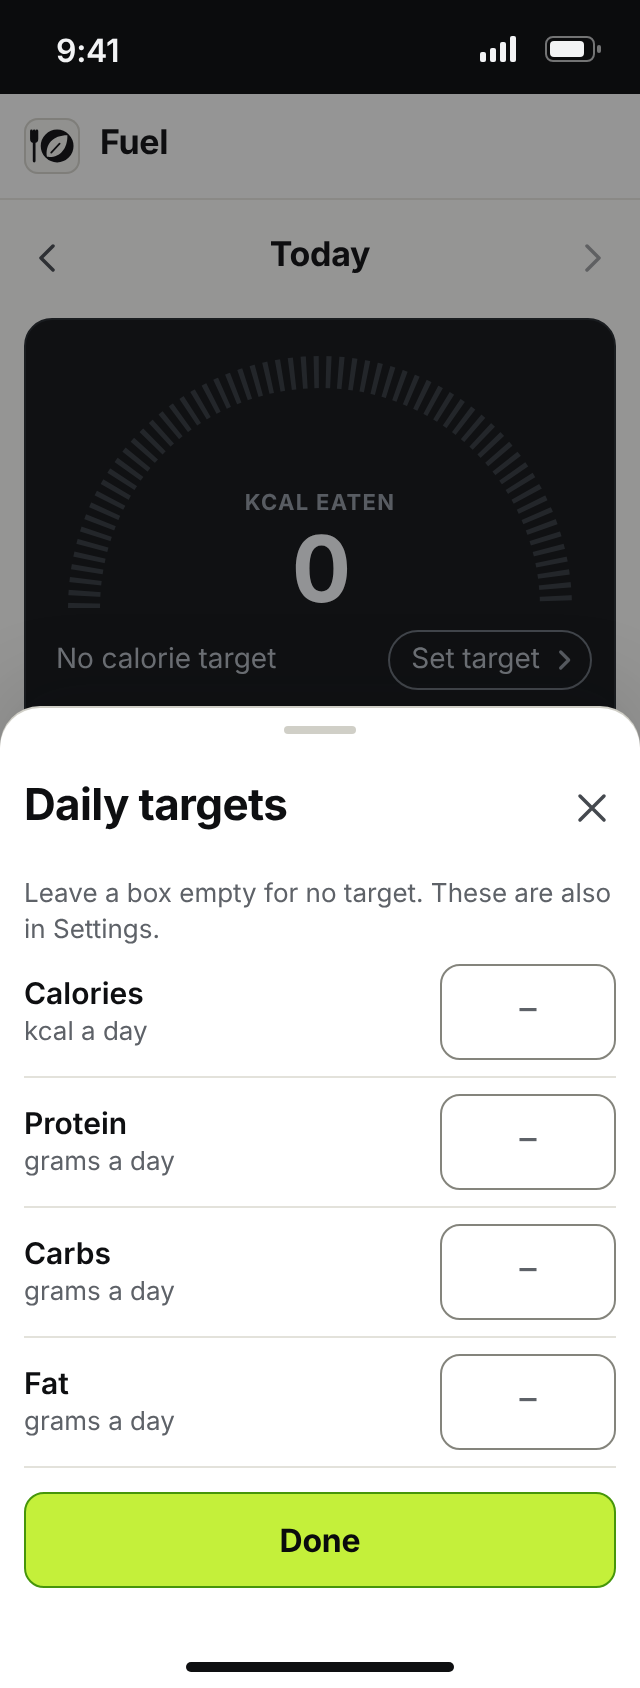 9:41
Fuel
Today
KCAL EATEN
0
No calorie target
Set target
Daily targets
Leave a box empty for no target. These are also
in Settings.
Calories
kcal a day
–
Protein
grams a day
–
Carbs
grams a day
–
Fat
grams a day
–
Done